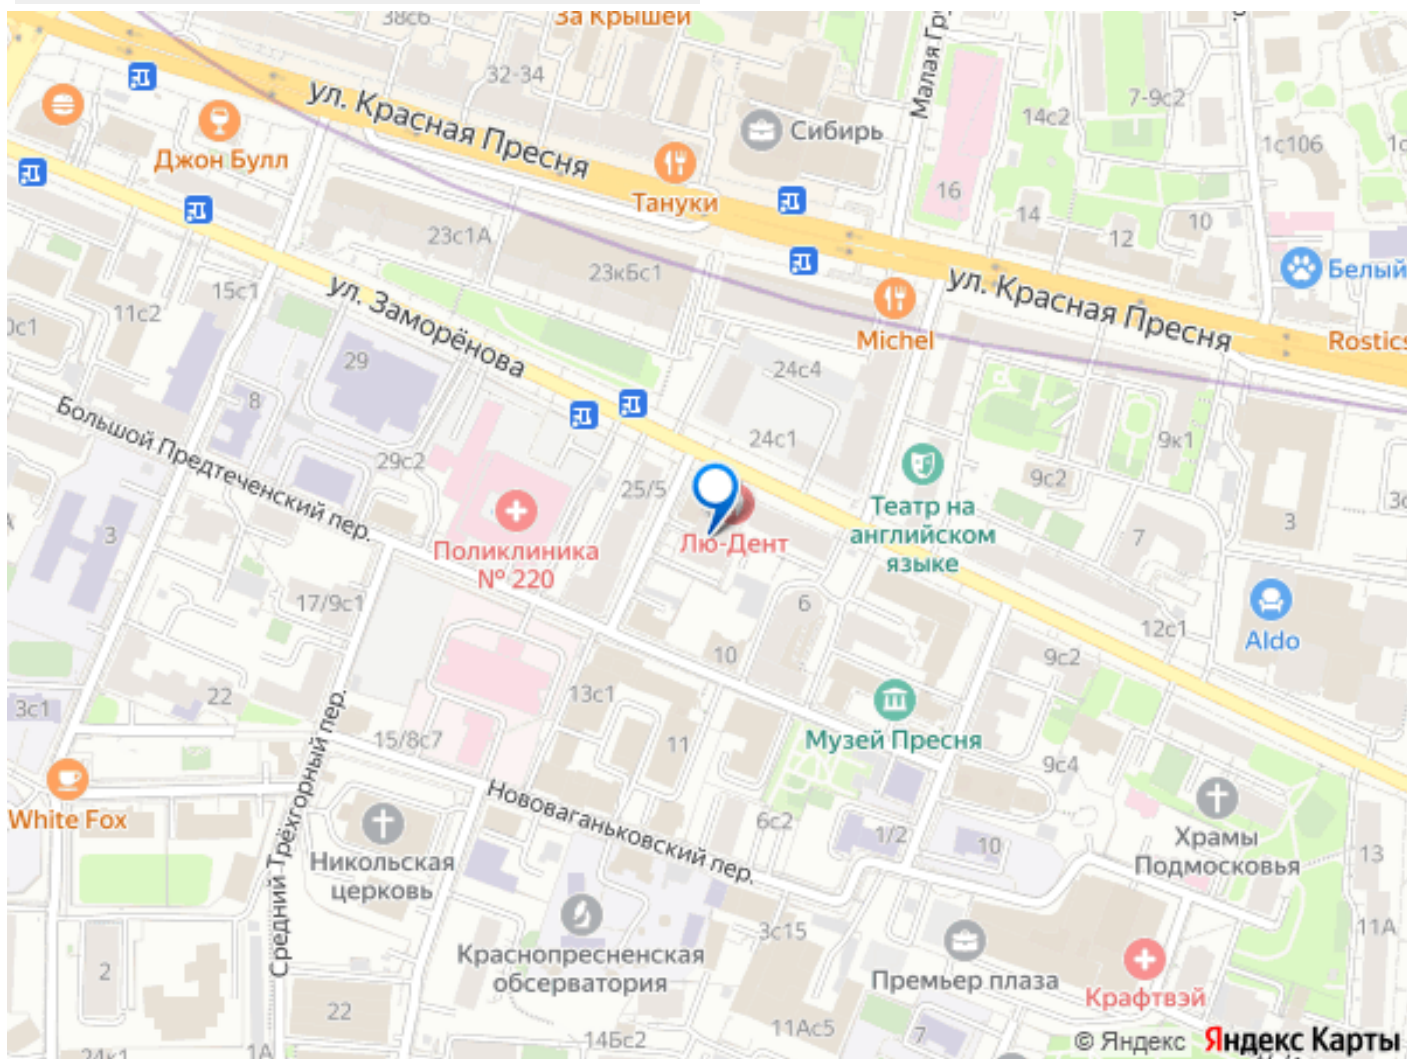 38с6
За Крышей
Малая Гру
32-34
ул. Красная Пресня
Сибирь
14с2
7-9с2
1с106
Джон Булл
Тануки
16
14
12
10
23с1А
23кБс1
Белый
ул. Красная Пресня
15с1
11с2
ул. Заморёнова
Michel
Rostics
29
24с4
8
Большой Предтеченский пер.
24с1
9к1
29с2
25/5
9с2
3
3
7
Театр на
английском
языке
Лю-Дент
Поликлиника
№ 220
17/9с1
6
12с1
Aldo
10
9с2
22
13с1
3с1
15/8с7
11
Музей Пресня
9с4
Средний Трёхгорный пер.
White Fox
Нововаганьковский пер.
6с2
1/2
10
Храмы
Подмосковья
13
Никольская
церковь
3с15
11А
Краснопресненская
обсерватория
2
Премьер плаза
Крафтвэй
22
11Ас5
7
14Бс2
24к1
1А
© Яндекс
Яндекс Карты